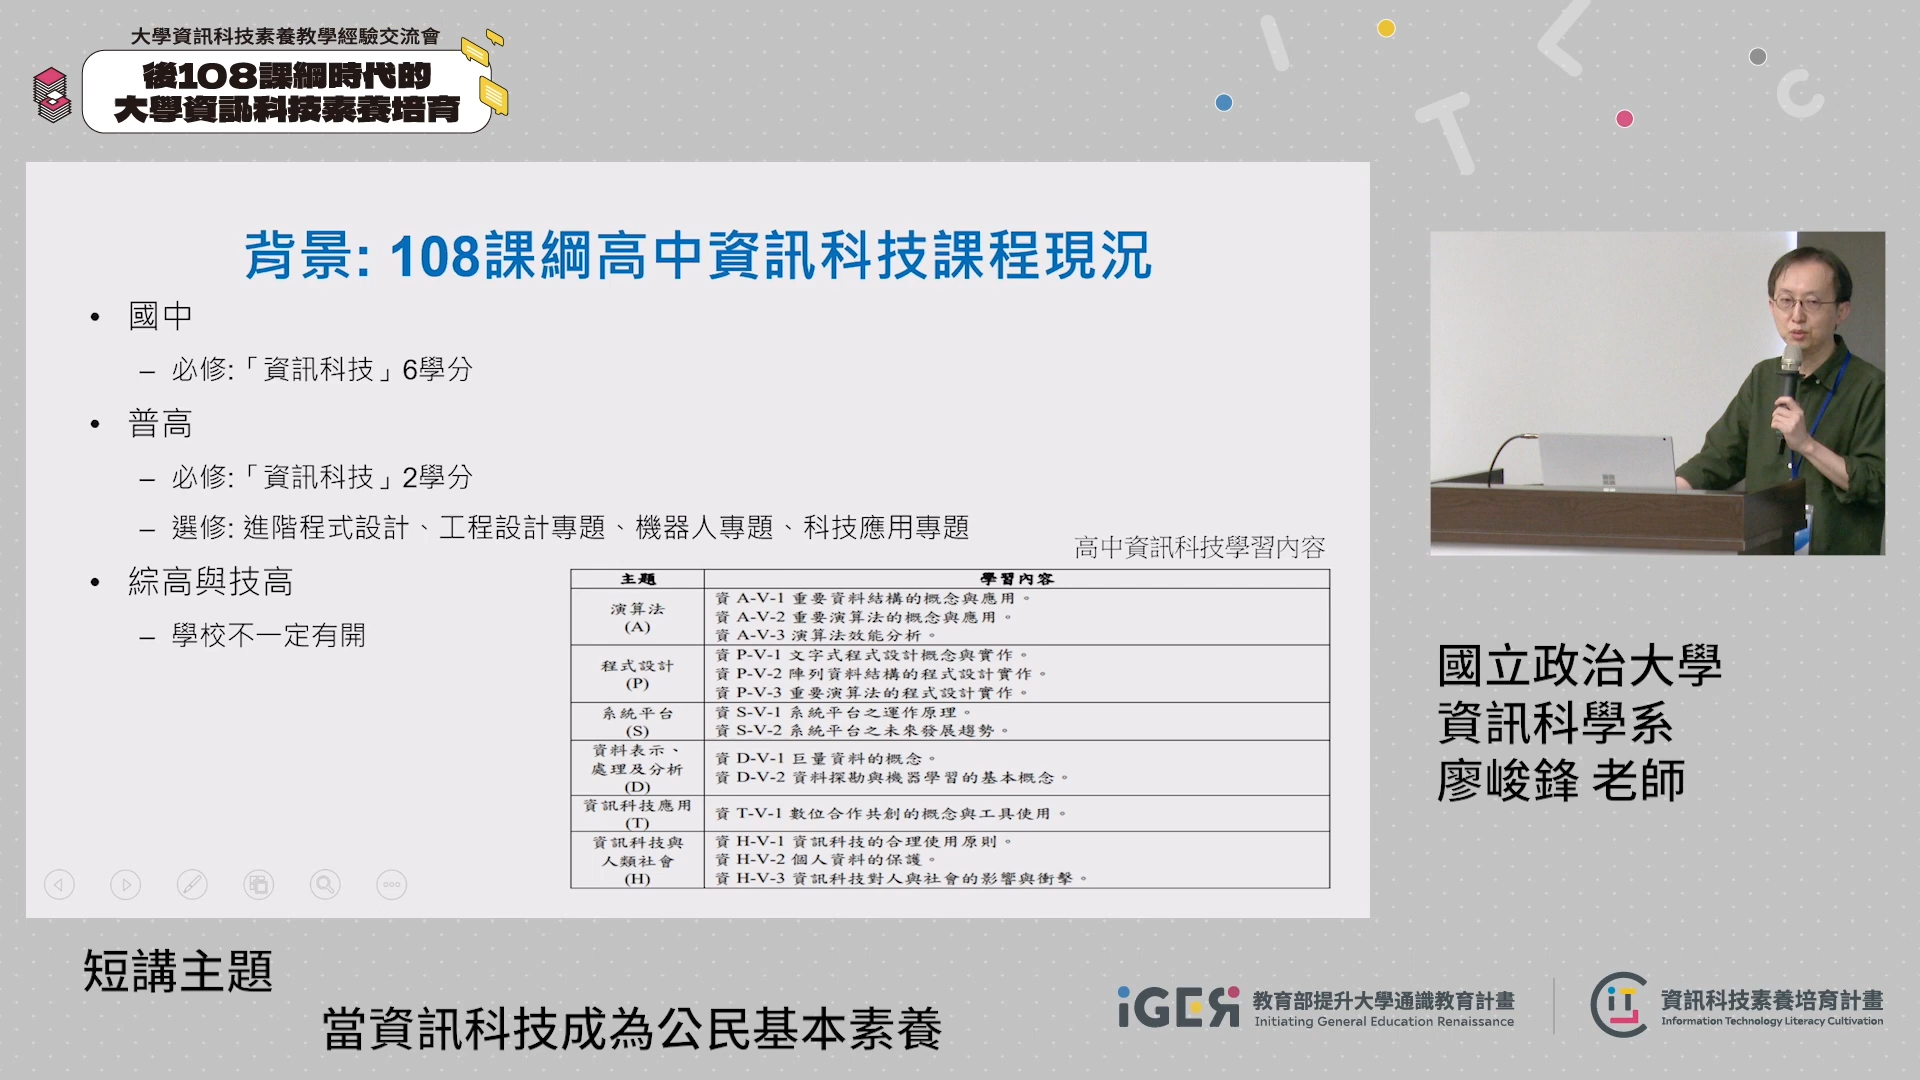 大學資訊科技素養教學經驗交流會
後108課綱時代的
大學資訊科技素養培育
背景: 108課綱高中資訊科技課程現況
• 國中
– 必修:「資訊科技」6學分
• 普高
– 必修:「資訊科技」2學分
– 選修: 進階程式設計、工程設計專題、機器人專題、科技應用專題
• 綜高與技高
– 學校不一定有開
高中資訊科技學習內容
主題 學習內容
演算法
(A)
資 A-V-1 重要資料結構的概念與應用。
資 A-V-2 重要演算法的概念與應用。
資 A-V-3 演算法效能分析。
程式設計
(P)
資 P-V-1 文字式程式設計概念與實作。
資 P-V-2 陣列資料結構的程式設計實作。
資 P-V-3 重要演算法的程式設計實作。
系統平台
(S)
資 S-V-1 系統平台之運作原理。
資 S-V-2 系統平台之未來發展趨勢。
資料表示、
處理及分析
(D)
資 D-V-1 巨量資料的概念。
資 D-V-2 資料探勘與機器學習的基本概念。
資訊科技應用
(T)
資 T-V-1 數位合作共創的概念與工具使用。
資訊科技與
人類社會
(H)
資 H-V-1 資訊科技的合理使用原則。
資 H-V-2 個人資料的保護。
資 H-V-3 資訊科技對人與社會的影響與衝擊。
國立政治大學
資訊科學系
廖峻鋒 老師
短講主題
當資訊科技成為公民基本素養
iGER 教育部提升大學通識教育計畫
Initiating General Education Renaissance
資訊科技素養培育計畫
Information Technology Literacy Cultivation